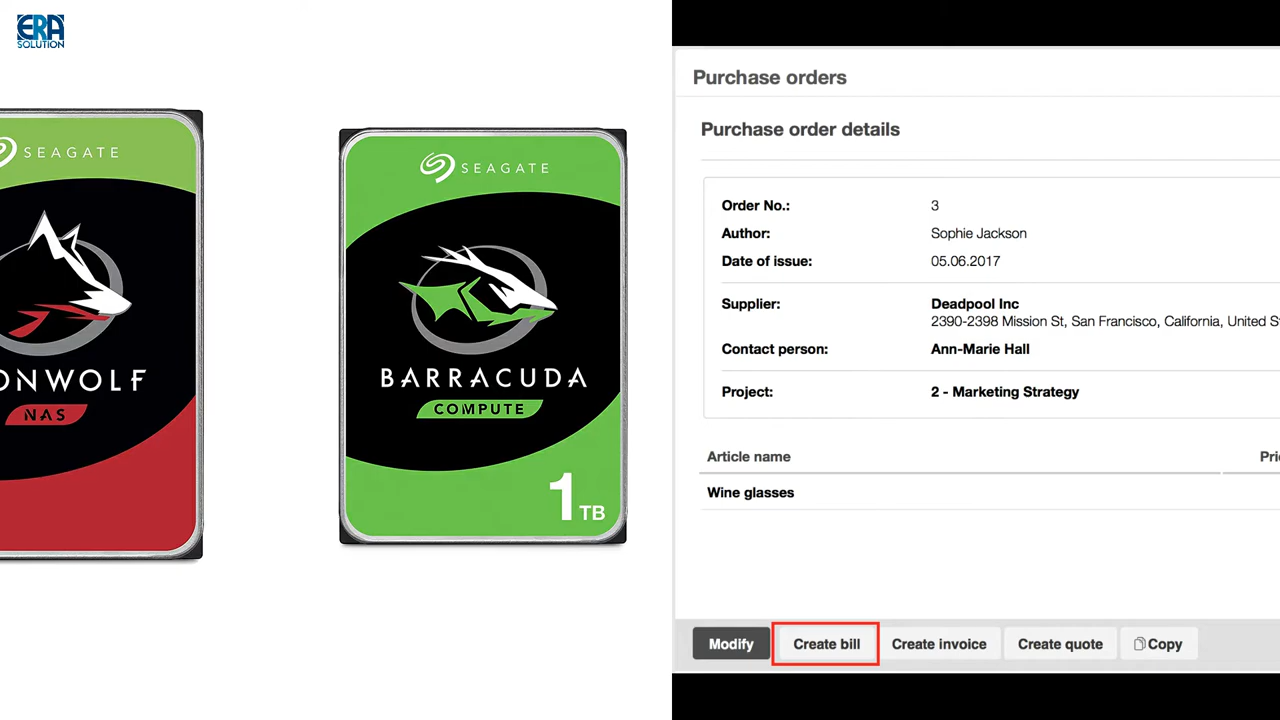 ERA
SOLUTION
SEAGATE
ONWOLF
NAS
SEAGATE
BARRACUDA
COMPUTE
1TB
Purchase orders
Purchase order details
Order No.: 3
Author: Sophie Jackson
Date of issue: 05.06.2017
Supplier: Deadpool Inc
2390-2398 Mission St, San Francisco, California, United S
Contact person: Ann-Marie Hall
Project: 2 - Marketing Strategy
Article name Pri
Wine glasses
Modify Create bill Create invoice Create quote Copy